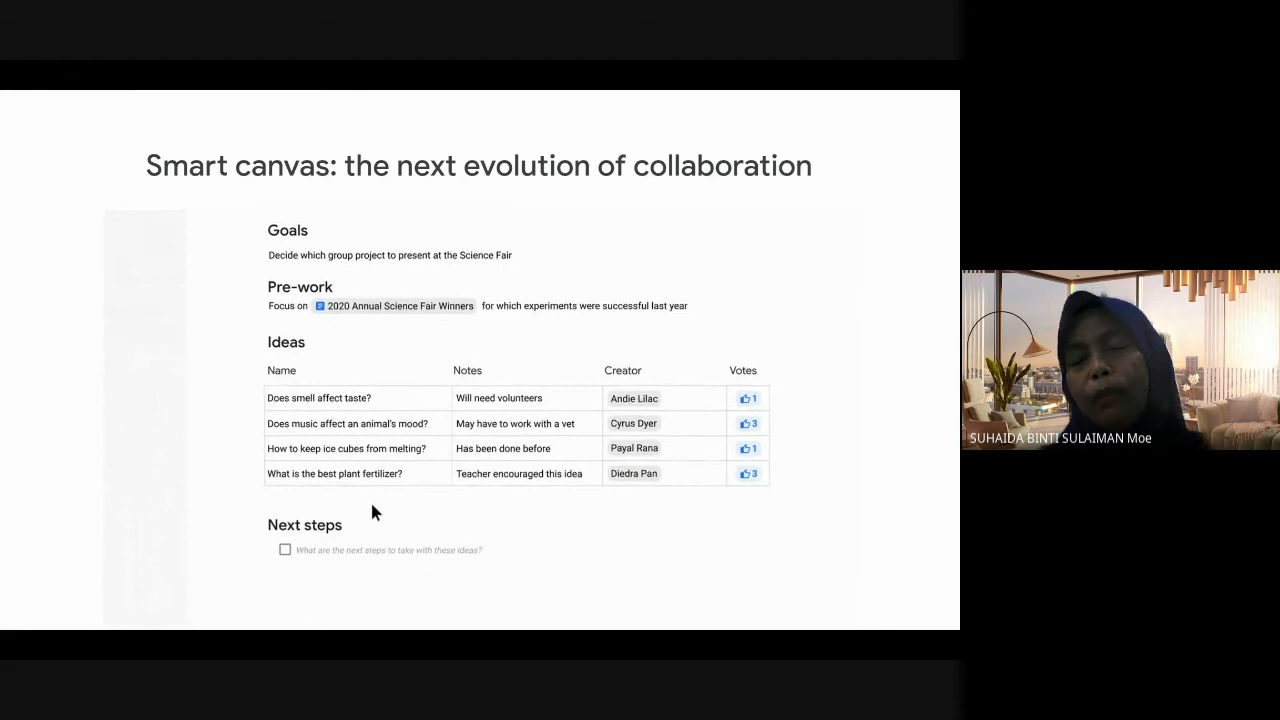 Smart canvas: the next evolution of collaboration
Goals
Decide which group project to present at the Science Fair
Pre-work
Focus on 2020 Annual Science Fair Winners for which experiments were successful last year
Ideas
Name Notes Creator Votes
Does smell affect taste? Will need volunteers Andie Lilac 1
Does music affect an animal's mood? May have to work with a vet Cyrus Dyer 3
How to keep ice cubes from melting? Has been done before Payal Rana 1
What is the best plant fertilizer? Teacher encouraged this idea Diedra Pan 3
Next steps
What are the next steps to take with these ideas?
SUHAIDA BINTI SULAIMAN Moe